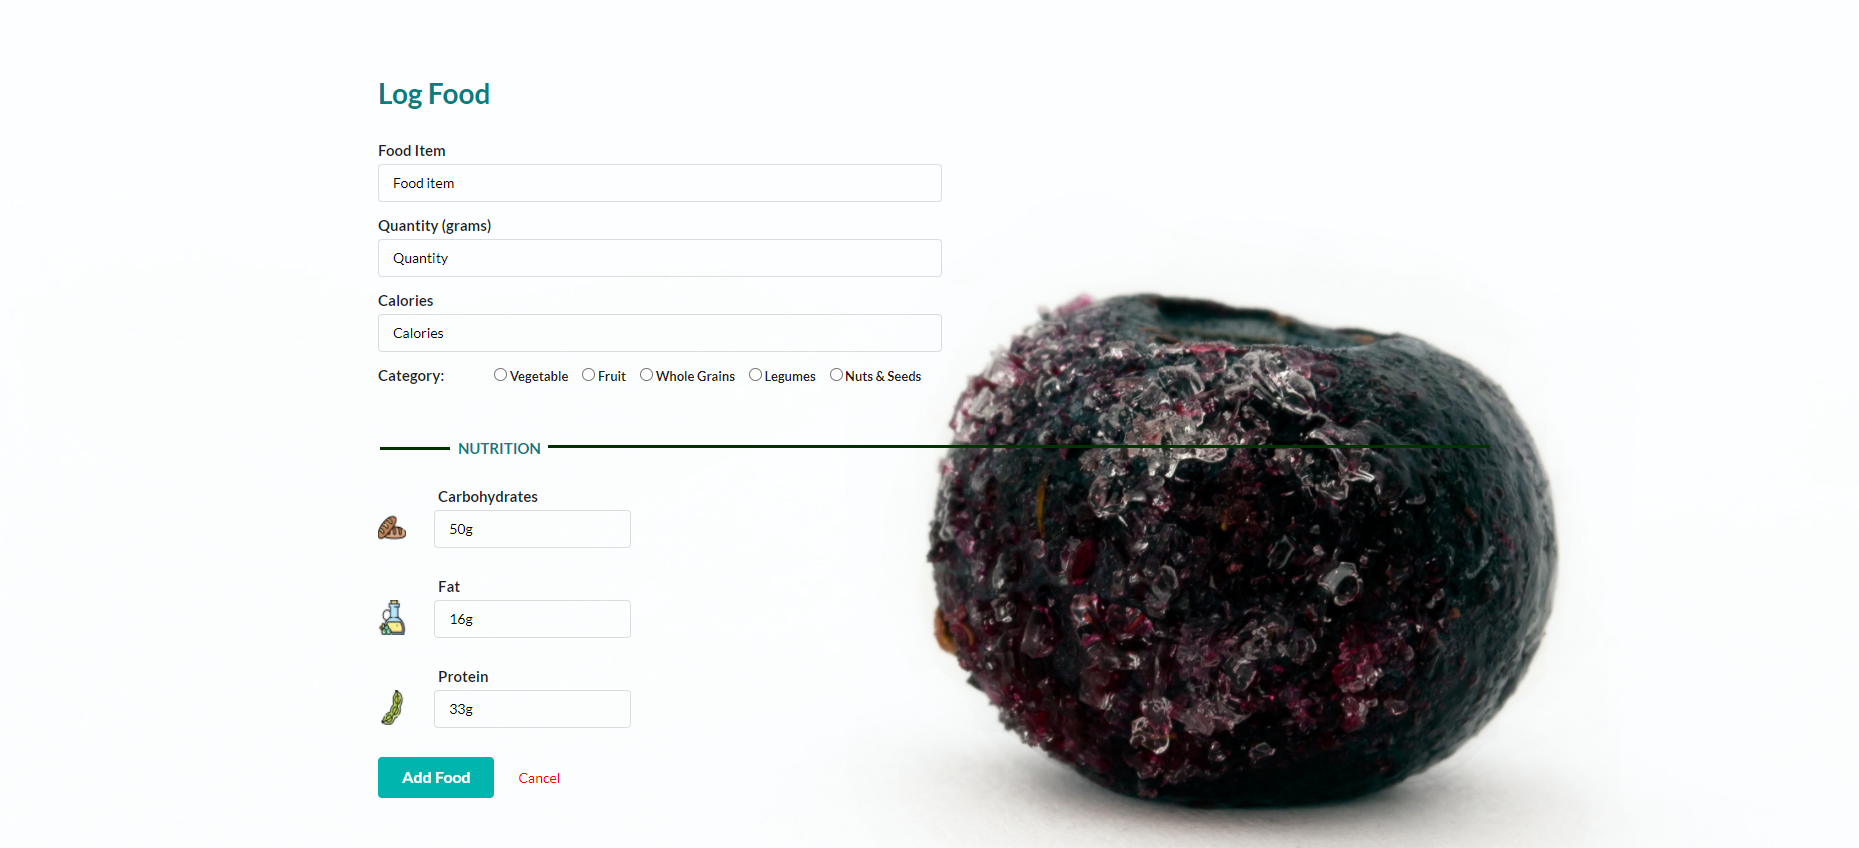 Log Food
Food Item
Food item
Quantity (grams)
Quantity
Calories
Calories
Category: Vegetable Fruit Whole Grains Legumes Nuts & Seeds
NUTRITION
Carbohydrates
50g
Fat
16g
Protein
33g
Add Food Cancel